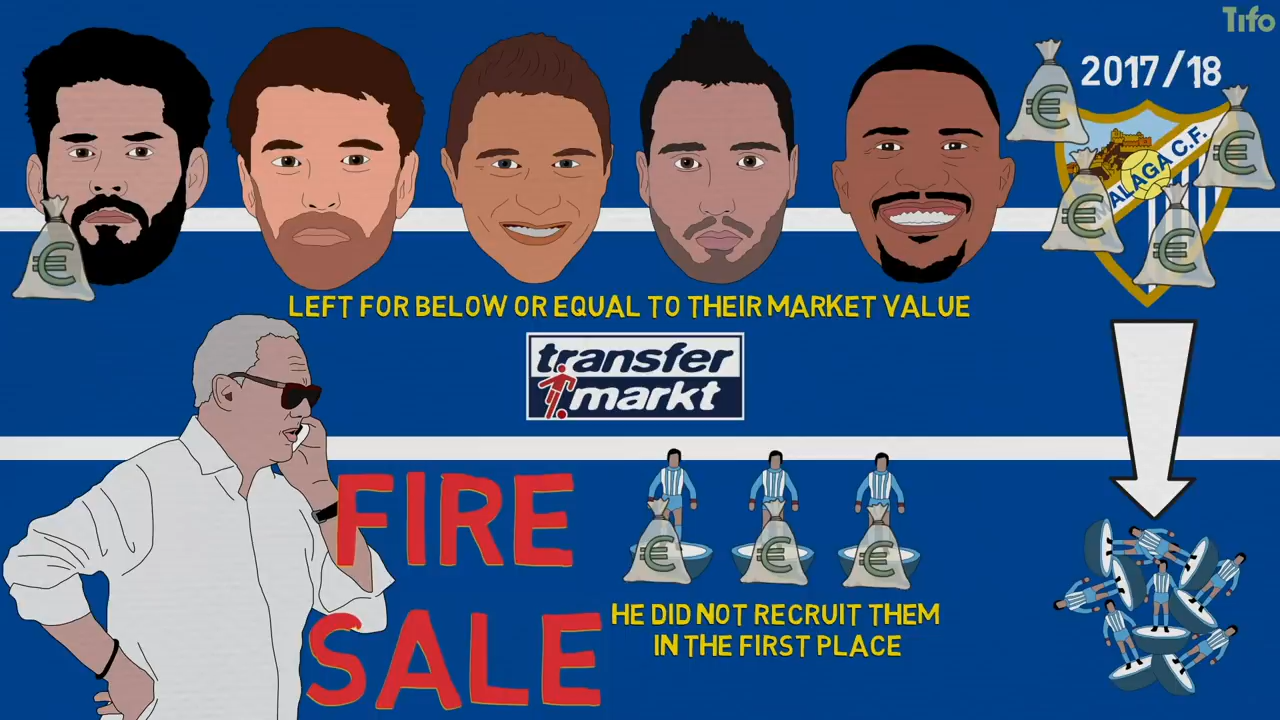 Tifo
2017/18
MALAGA C.F.
€
€
€
€
€
LEFT FOR BELOW OR EQUAL TO THEIR MARKET VALUE
transfer
markt
FIRE
SALE
€
€
€
HE DID NOT RECRUIT THEM
IN THE FIRST PLACE